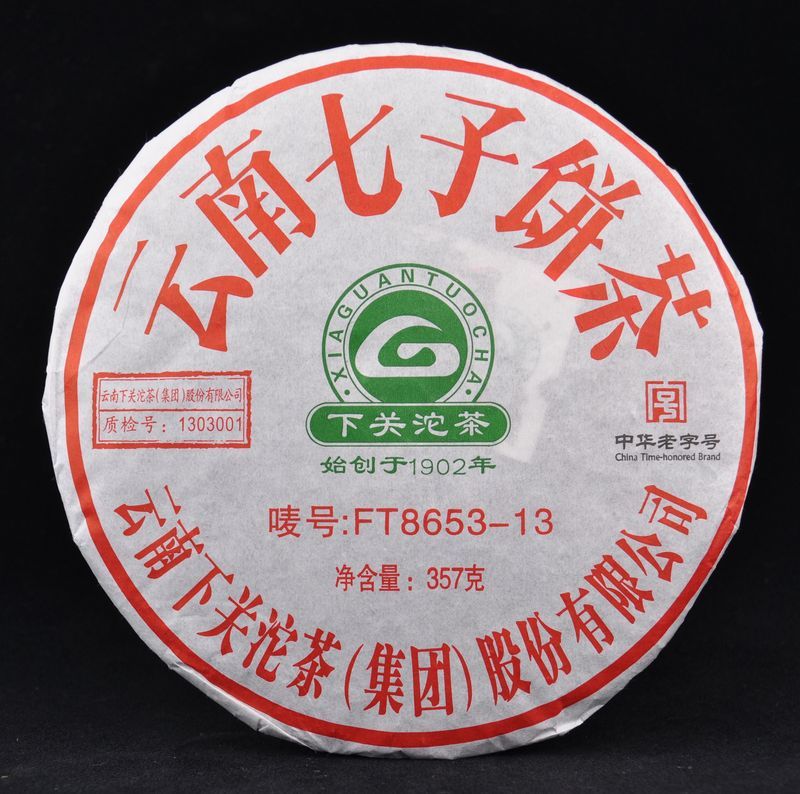 云南七子饼茶
·XIAGUANTUOCHA·
下关沱茶
始创于1902年
云南下关沱茶(集团)股份有限公司
质检号：1303001
中华老字号
China Time-honored Brand
唛号:FT8653-13
净含量：357克
云南下关沱茶(集团)股份有限公司